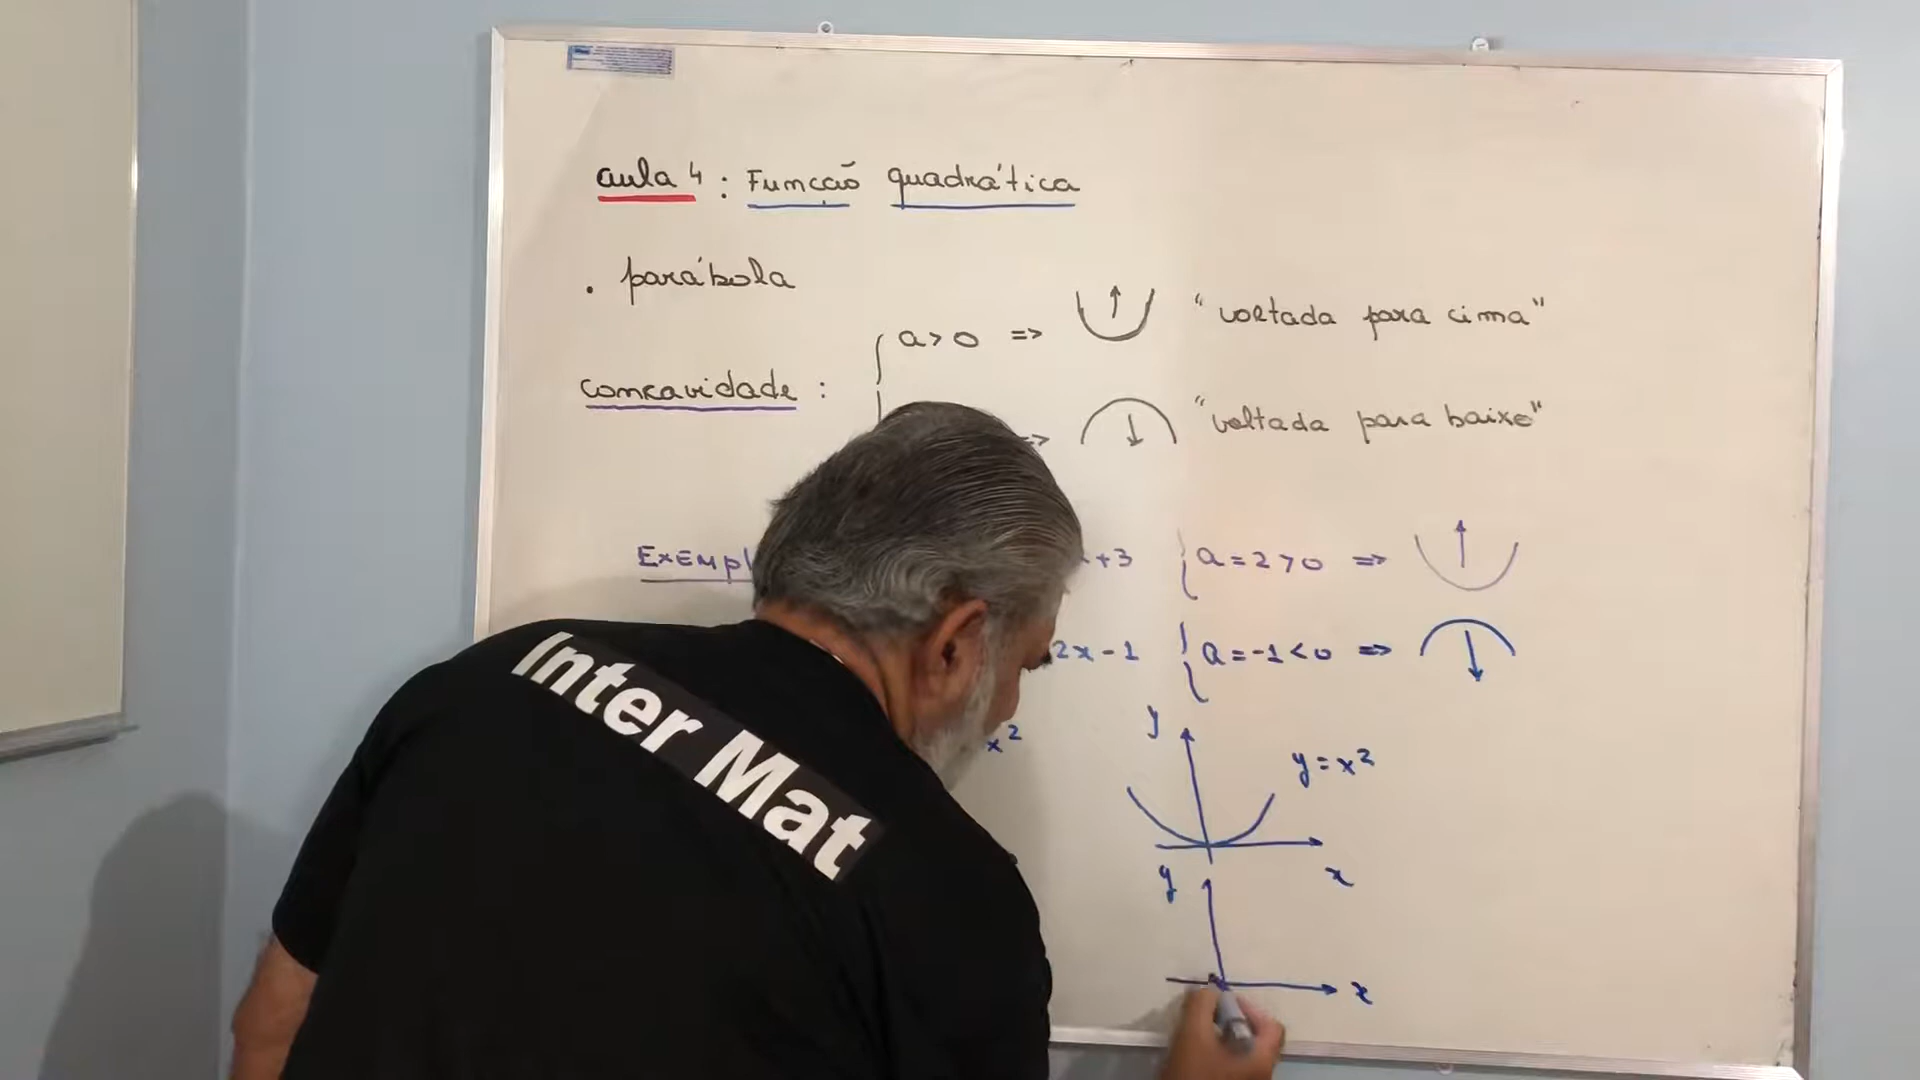 aula 4 : Função quadrática
. parábola
a > 0 => "voltada para cima"
concavidade :
=> "voltada para baixo"
+3 a = 2 > 0 =>
2x - 1 a = -1 < 0 =>
x²
y
y = x²
x
y
x
Inter Mat